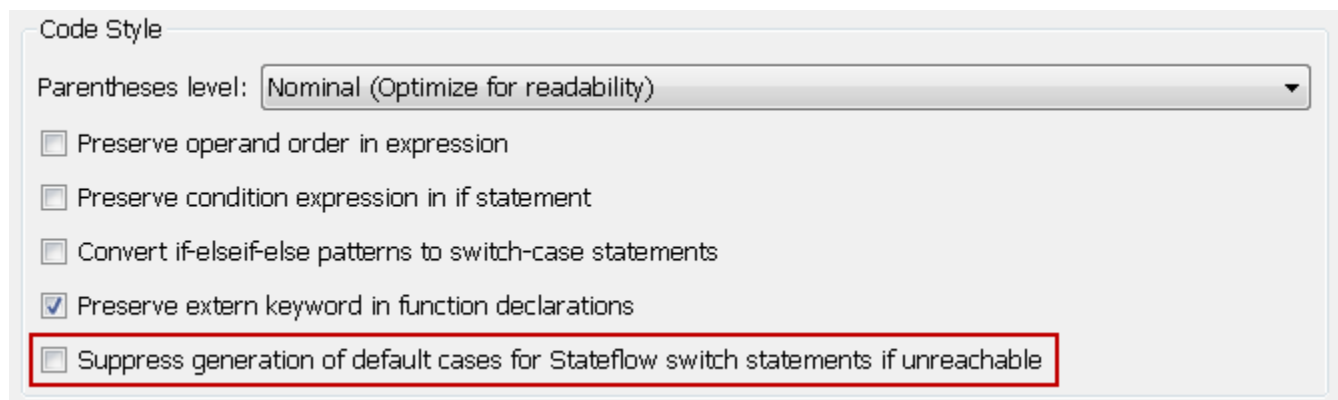 Code Style
Parentheses level: Nominal (Optimize for readability)
Preserve operand order in expression
Preserve condition expression in if statement
Convert if-elseif-else patterns to switch-case statements
Preserve extern keyword in function declarations
Suppress generation of default cases for Stateflow switch statements if unreachable